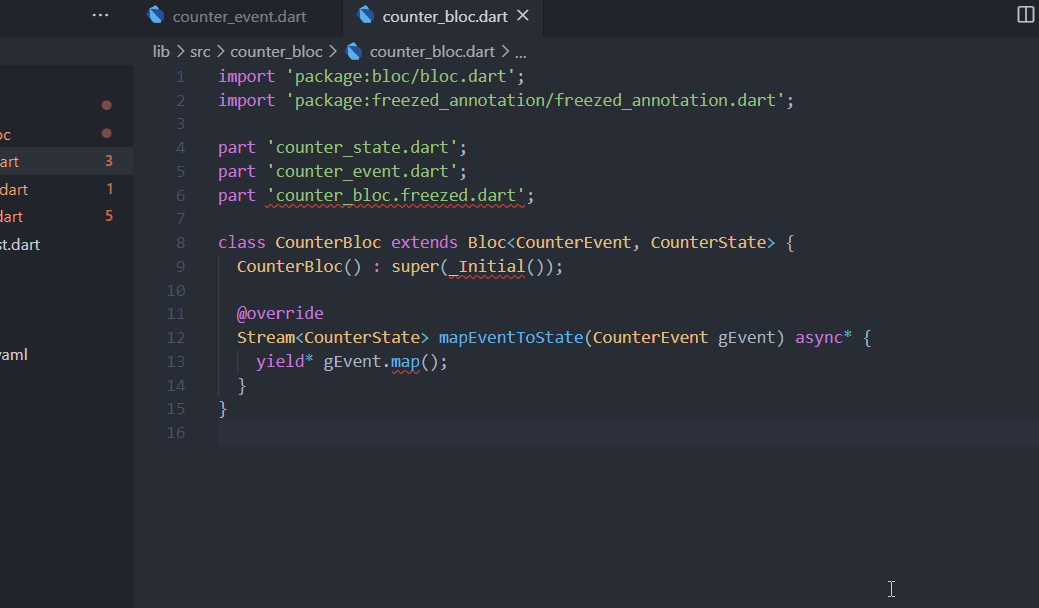 ... counter_event.dart counter_bloc.dart ×
lib > src > counter_bloc > counter_bloc.dart > ...
1 import 'package:bloc/bloc.dart';
2 import 'package:freezed_annotation/freezed_annotation.dart';
3
oc
4 part 'counter_state.dart';
art 3
5 part 'counter_event.dart';
dart 1
6 part 'counter_bloc.freezed.dart';
dart 5
7
st.dart
8 class CounterBloc extends Bloc<CounterEvent, CounterState> {
9 CounterBloc() : super(_Initial());
10
11 @override
12 Stream<CounterState> mapEventToState(CounterEvent gEvent) async* {
yaml
13 yield* gEvent.map();
14 }
15 }
16